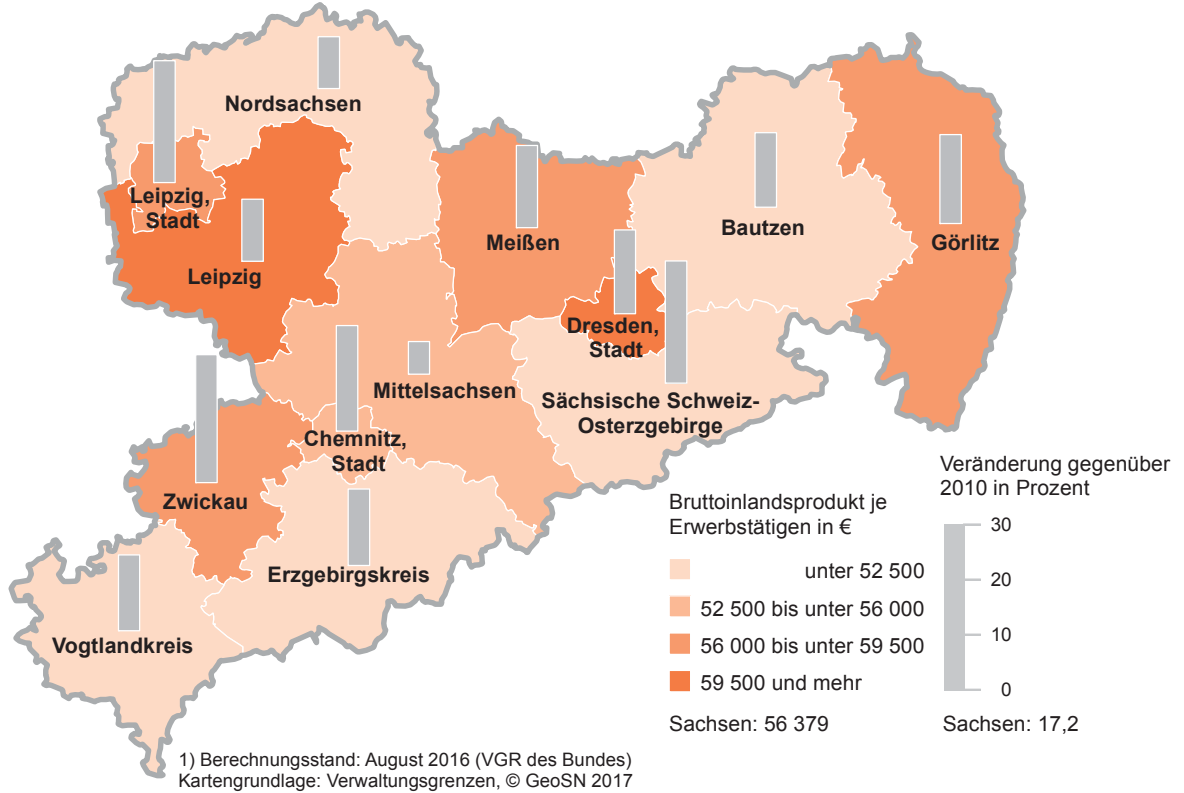 Nordsachsen
Leipzig,
Stadt
Leipzig
Meißen
Bautzen
Görlitz
Dresden,
Stadt
Mittelsachsen
Sächsische Schweiz-
Osterzgebirge
Chemnitz,
Stadt
Zwickau
Erzgebirgskreis
Vogtlandkreis
Bruttoinlandsprodukt je
Erwerbstätigen in €
unter 52 500
52 500 bis unter 56 000
56 000 bis unter 59 500
59 500 und mehr
Sachsen: 56 379
Veränderung gegenüber
2010 in Prozent
30
20
10
0
Sachsen: 17,2
1) Berechnungsstand: August 2016 (VGR des Bundes)
Kartengrundlage: Verwaltungsgrenzen, © GeoSN 2017